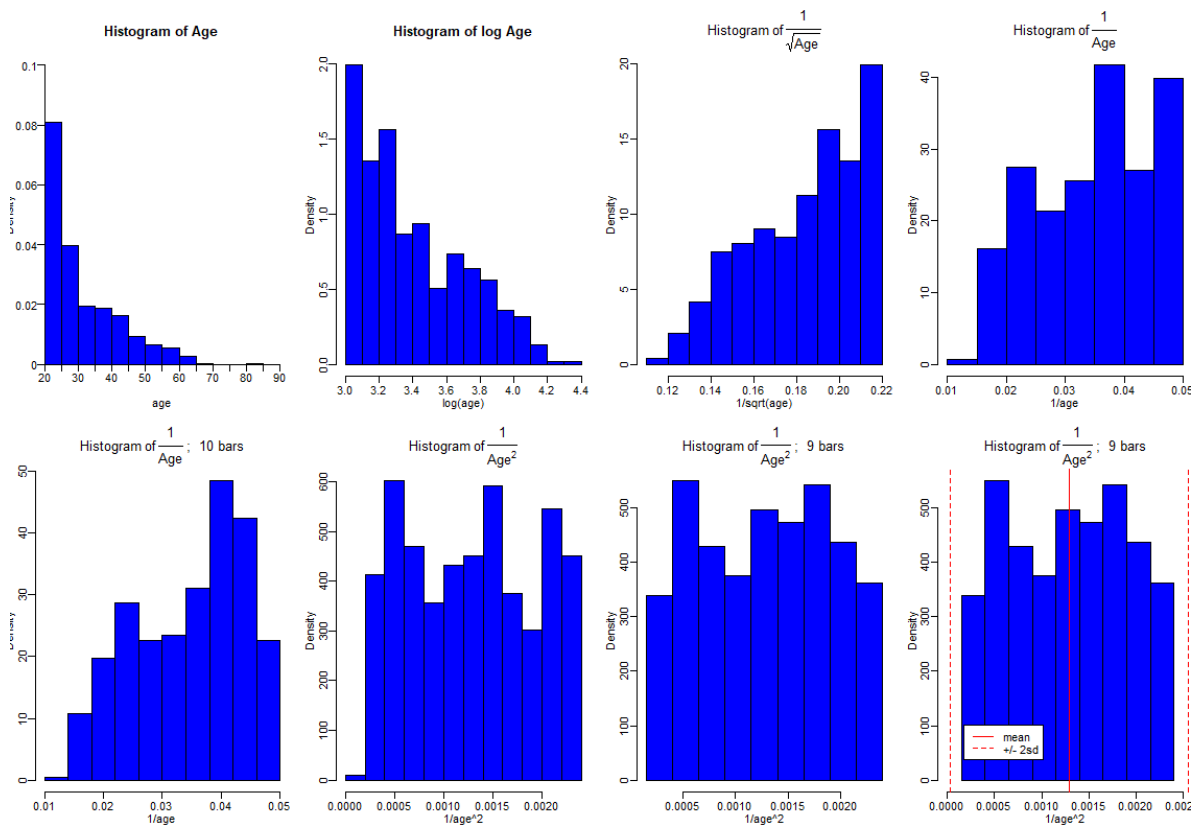 Histogram of Age
0.1
0.08
0.06
0.04
0.02
0
Density
20 30 40 50 60 70 80 90
age
Histogram of log Age
2.0
1.5
1.0
0.5
0.0
Density
3.0 3.2 3.4 3.6 3.8 4.0 4.2 4.4
log(age)
Histogram of 1/√Age
20
15
10
5
0
Density
0.12 0.14 0.16 0.18 0.20 0.22
1/sqrt(age)
Histogram of 1/Age
40
30
20
10
0
Density
0.01 0.02 0.03 0.04 0.05
1/age
Histogram of 1/Age ; 10 bars
50
40
30
20
10
0
Density
0.01 0.02 0.03 0.04 0.05
1/age
Histogram of 1/Age²
600
500
400
300
200
100
0
Density
0.0000 0.0005 0.0010 0.0015 0.0020
1/age^2
Histogram of 1/Age² ; 9 bars
500
400
300
200
100
0
Density
0.0005 0.0010 0.0015 0.0020
1/age^2
Histogram of 1/Age² ; 9 bars
500
400
300
200
100
0
Density
mean
+/- 2sd
0.0000 0.0005 0.0010 0.0015 0.0020
1/age^2